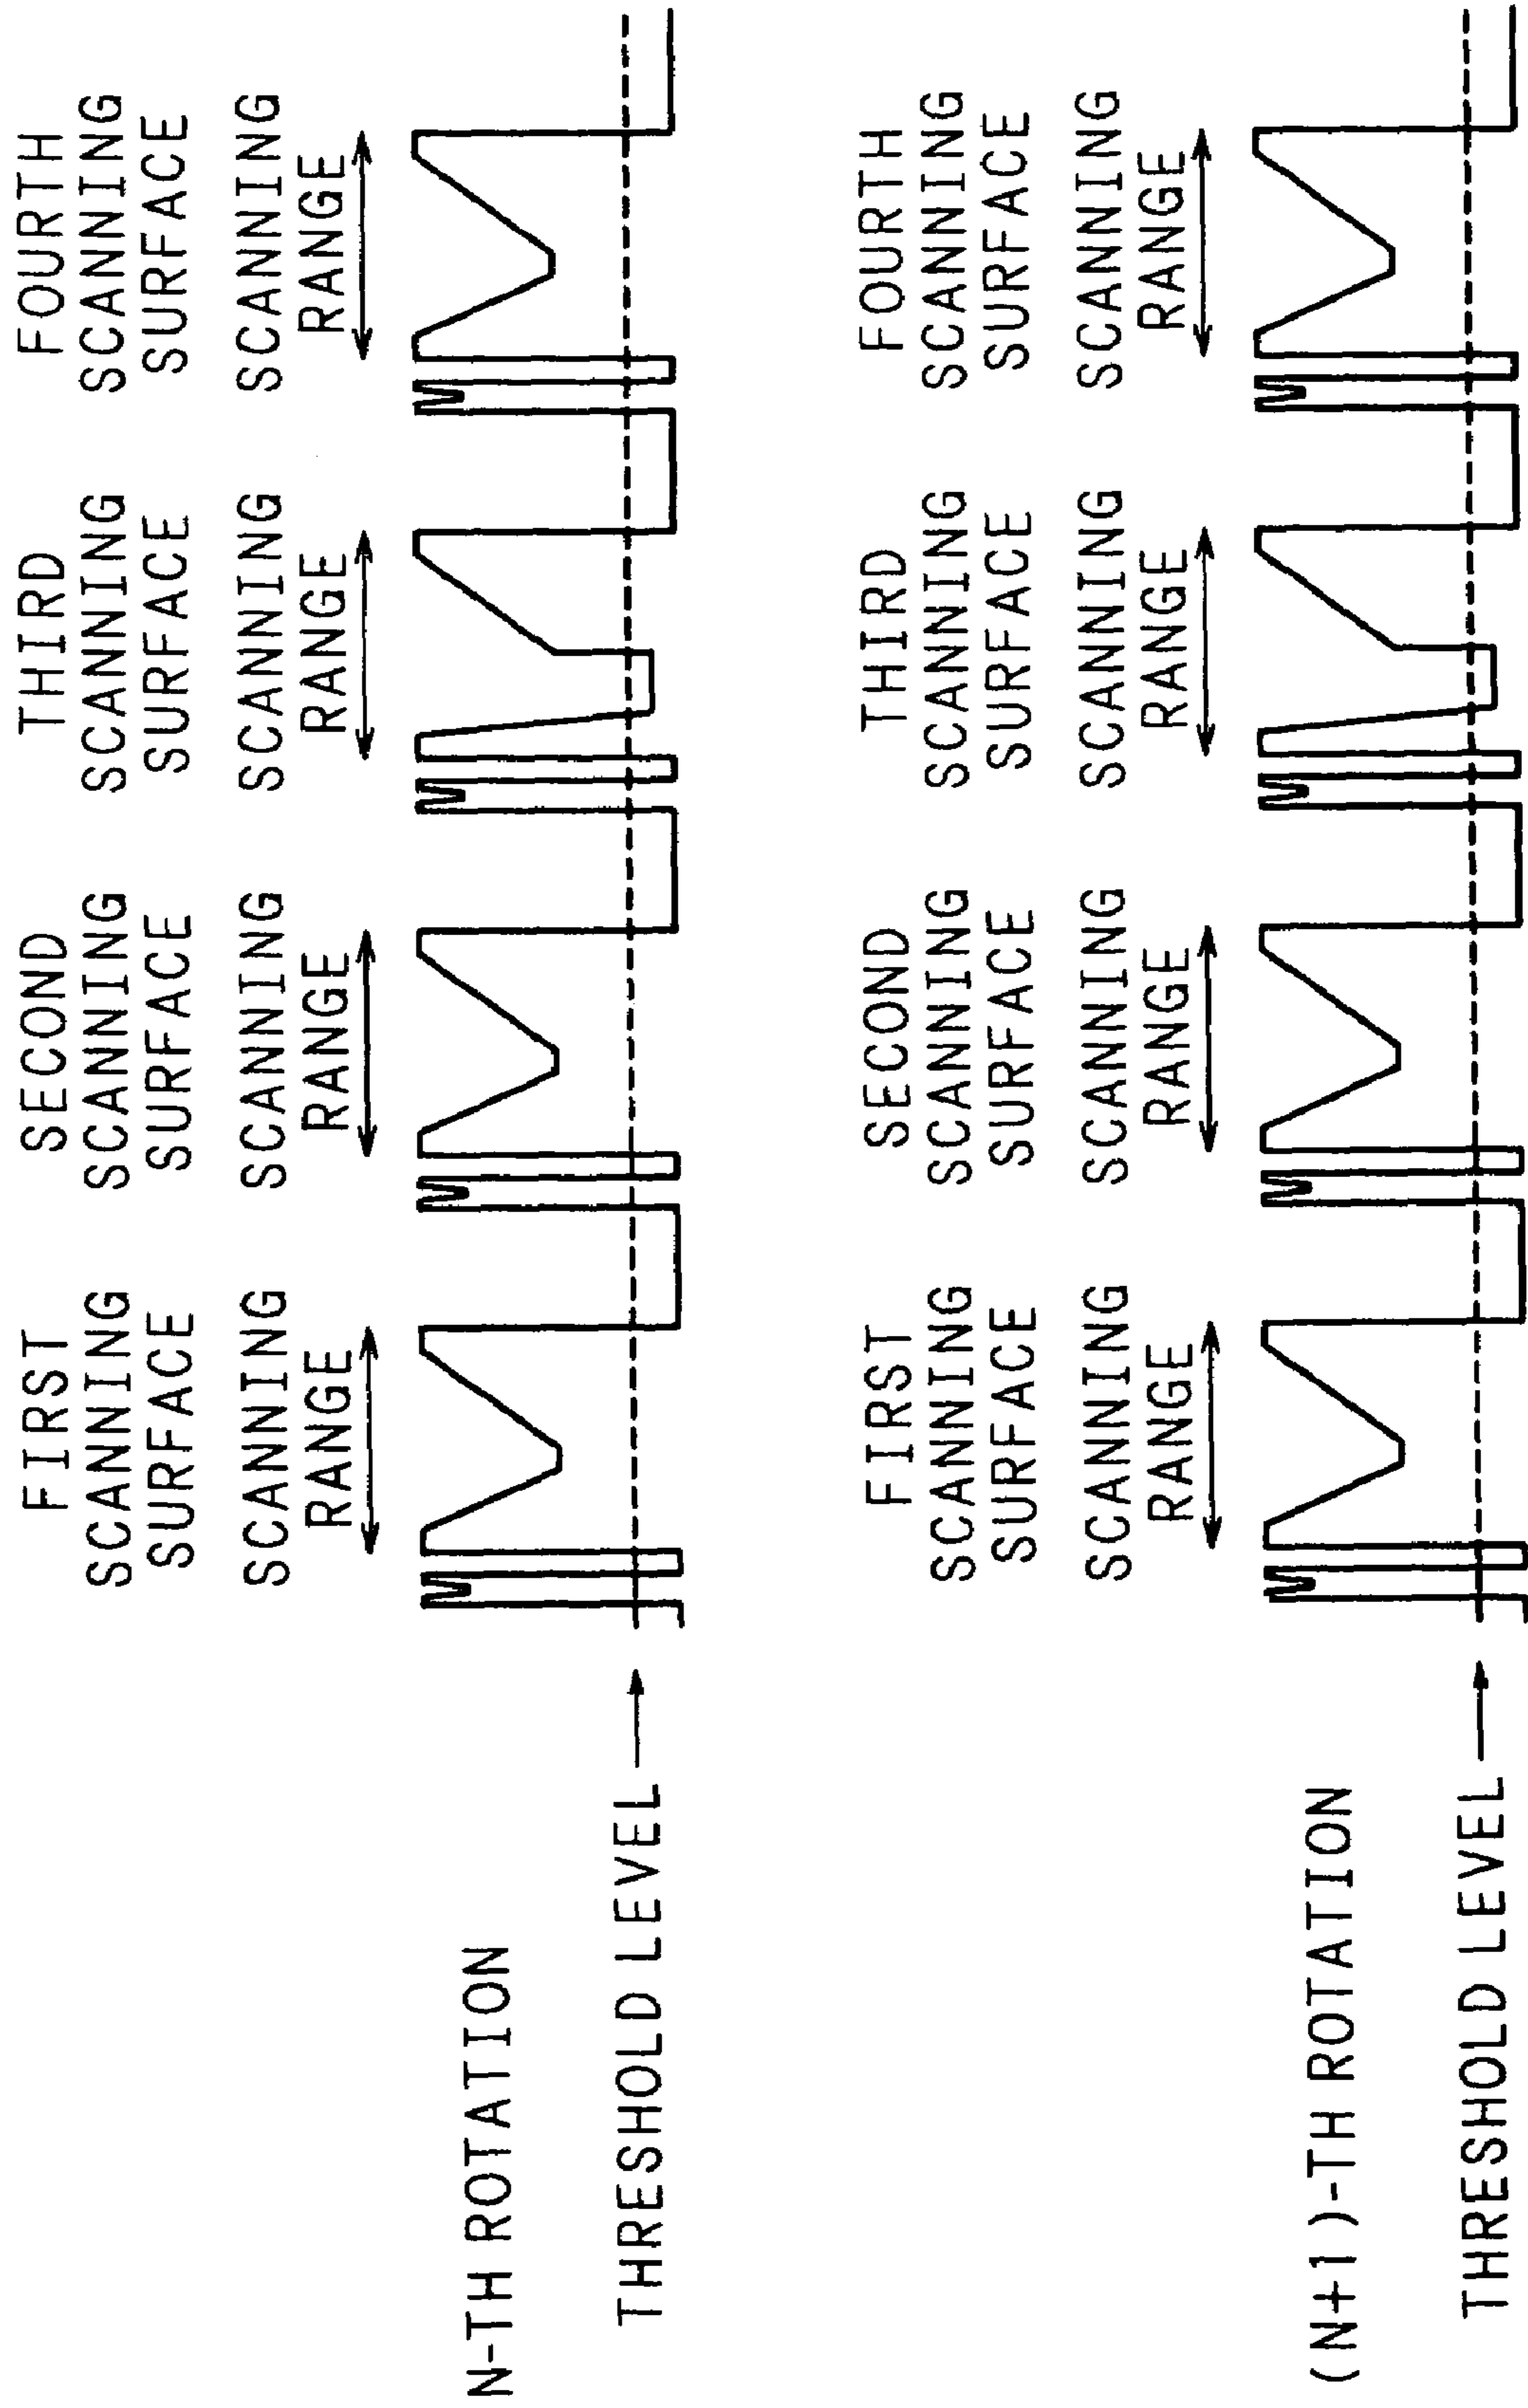 FIRST
SCANNING
SURFACE
SECOND
SCANNING
SURFACE
THIRD
SCANNING
SURFACE
FOURTH
SCANNING
SURFACE
SCANNING
RANGE
SCANNING
RANGE
SCANNING
RANGE
SCANNING
RANGE
N-TH ROTATION
THRESHOLD LEVEL
FIRST
SCANNING
SURFACE
SECOND
SCANNING
SURFACE
THIRD
SCANNING
SURFACE
FOURTH
SCANNING
SURFACE
SCANNING
RANGE
SCANNING
RANGE
SCANNING
RANGE
SCANNING
RANGE
(N+1)-TH ROTATION
THRESHOLD LEVEL